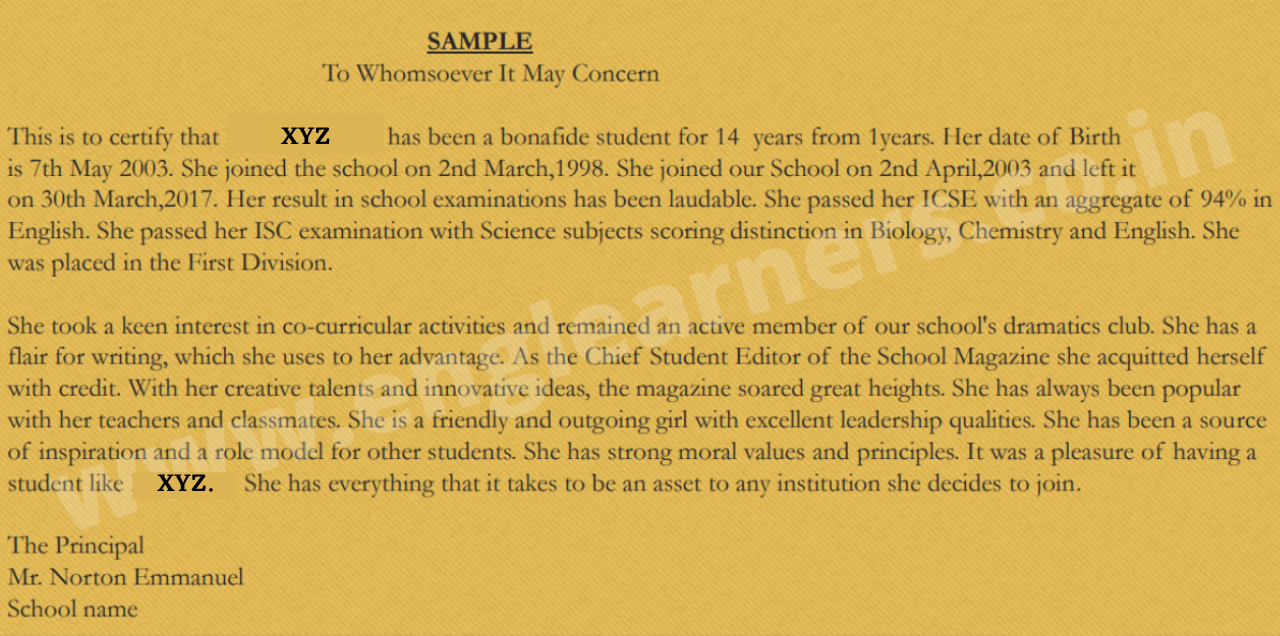 SAMPLE
To Whomsoever It May Concern
This is to certify that XYZ has been a bonafide student for 14 years from 1years. Her date of Birth
is 7th May 2003. She joined the school on 2nd March,1998. She joined our School on 2nd April,2003 and left it
on 30th March,2017. Her result in school examinations has been laudable. She passed her ICSE with an aggregate of 94% in
English. She passed her ISC examination with Science subjects scoring distinction in Biology, Chemistry and English. She
was placed in the First Division.
She took a keen interest in co-curricular activities and remained an active member of our school's dramatics club. She has a
flair for writing, which she uses to her advantage. As the Chief Student Editor of the School Magazine she acquitted herself
with credit. With her creative talents and innovative ideas, the magazine soared great heights. She has always been popular
with her teachers and classmates. She is a friendly and outgoing girl with excellent leadership qualities. She has been a source
of inspiration and a role model for other students. She has strong moral values and principles. It was a pleasure of having a
student like XYZ. She has everything that it takes to be an asset to any institution she decides to join.
The Principal
Mr. Norton Emmanuel
School name
www.englearners.co.in